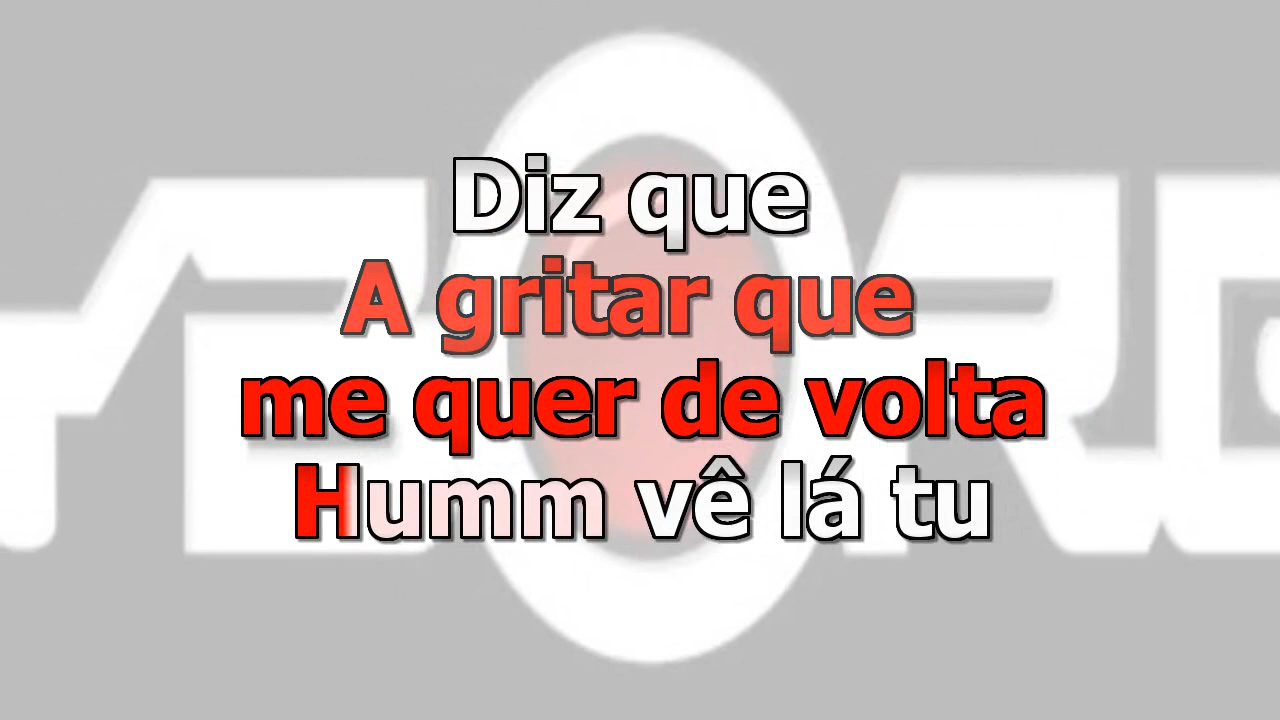 Diz que
A gritar que
me quer de volta
Humm vê lá tu